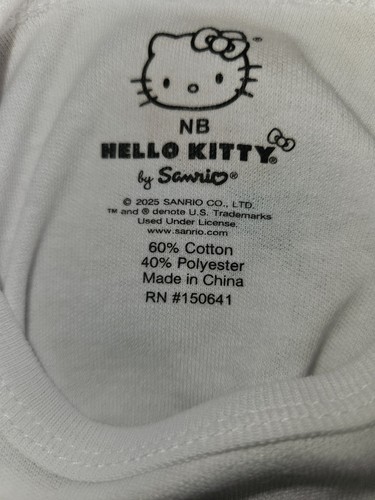 NB
HELLO KITTY®
by Sanrio®
© 2025 SANRIO CO., LTD.
™ and ® denote U.S. Trademarks
Used Under License.
www.sanrio.com
60% Cotton
40% Polyester
Made in China
RN #150641